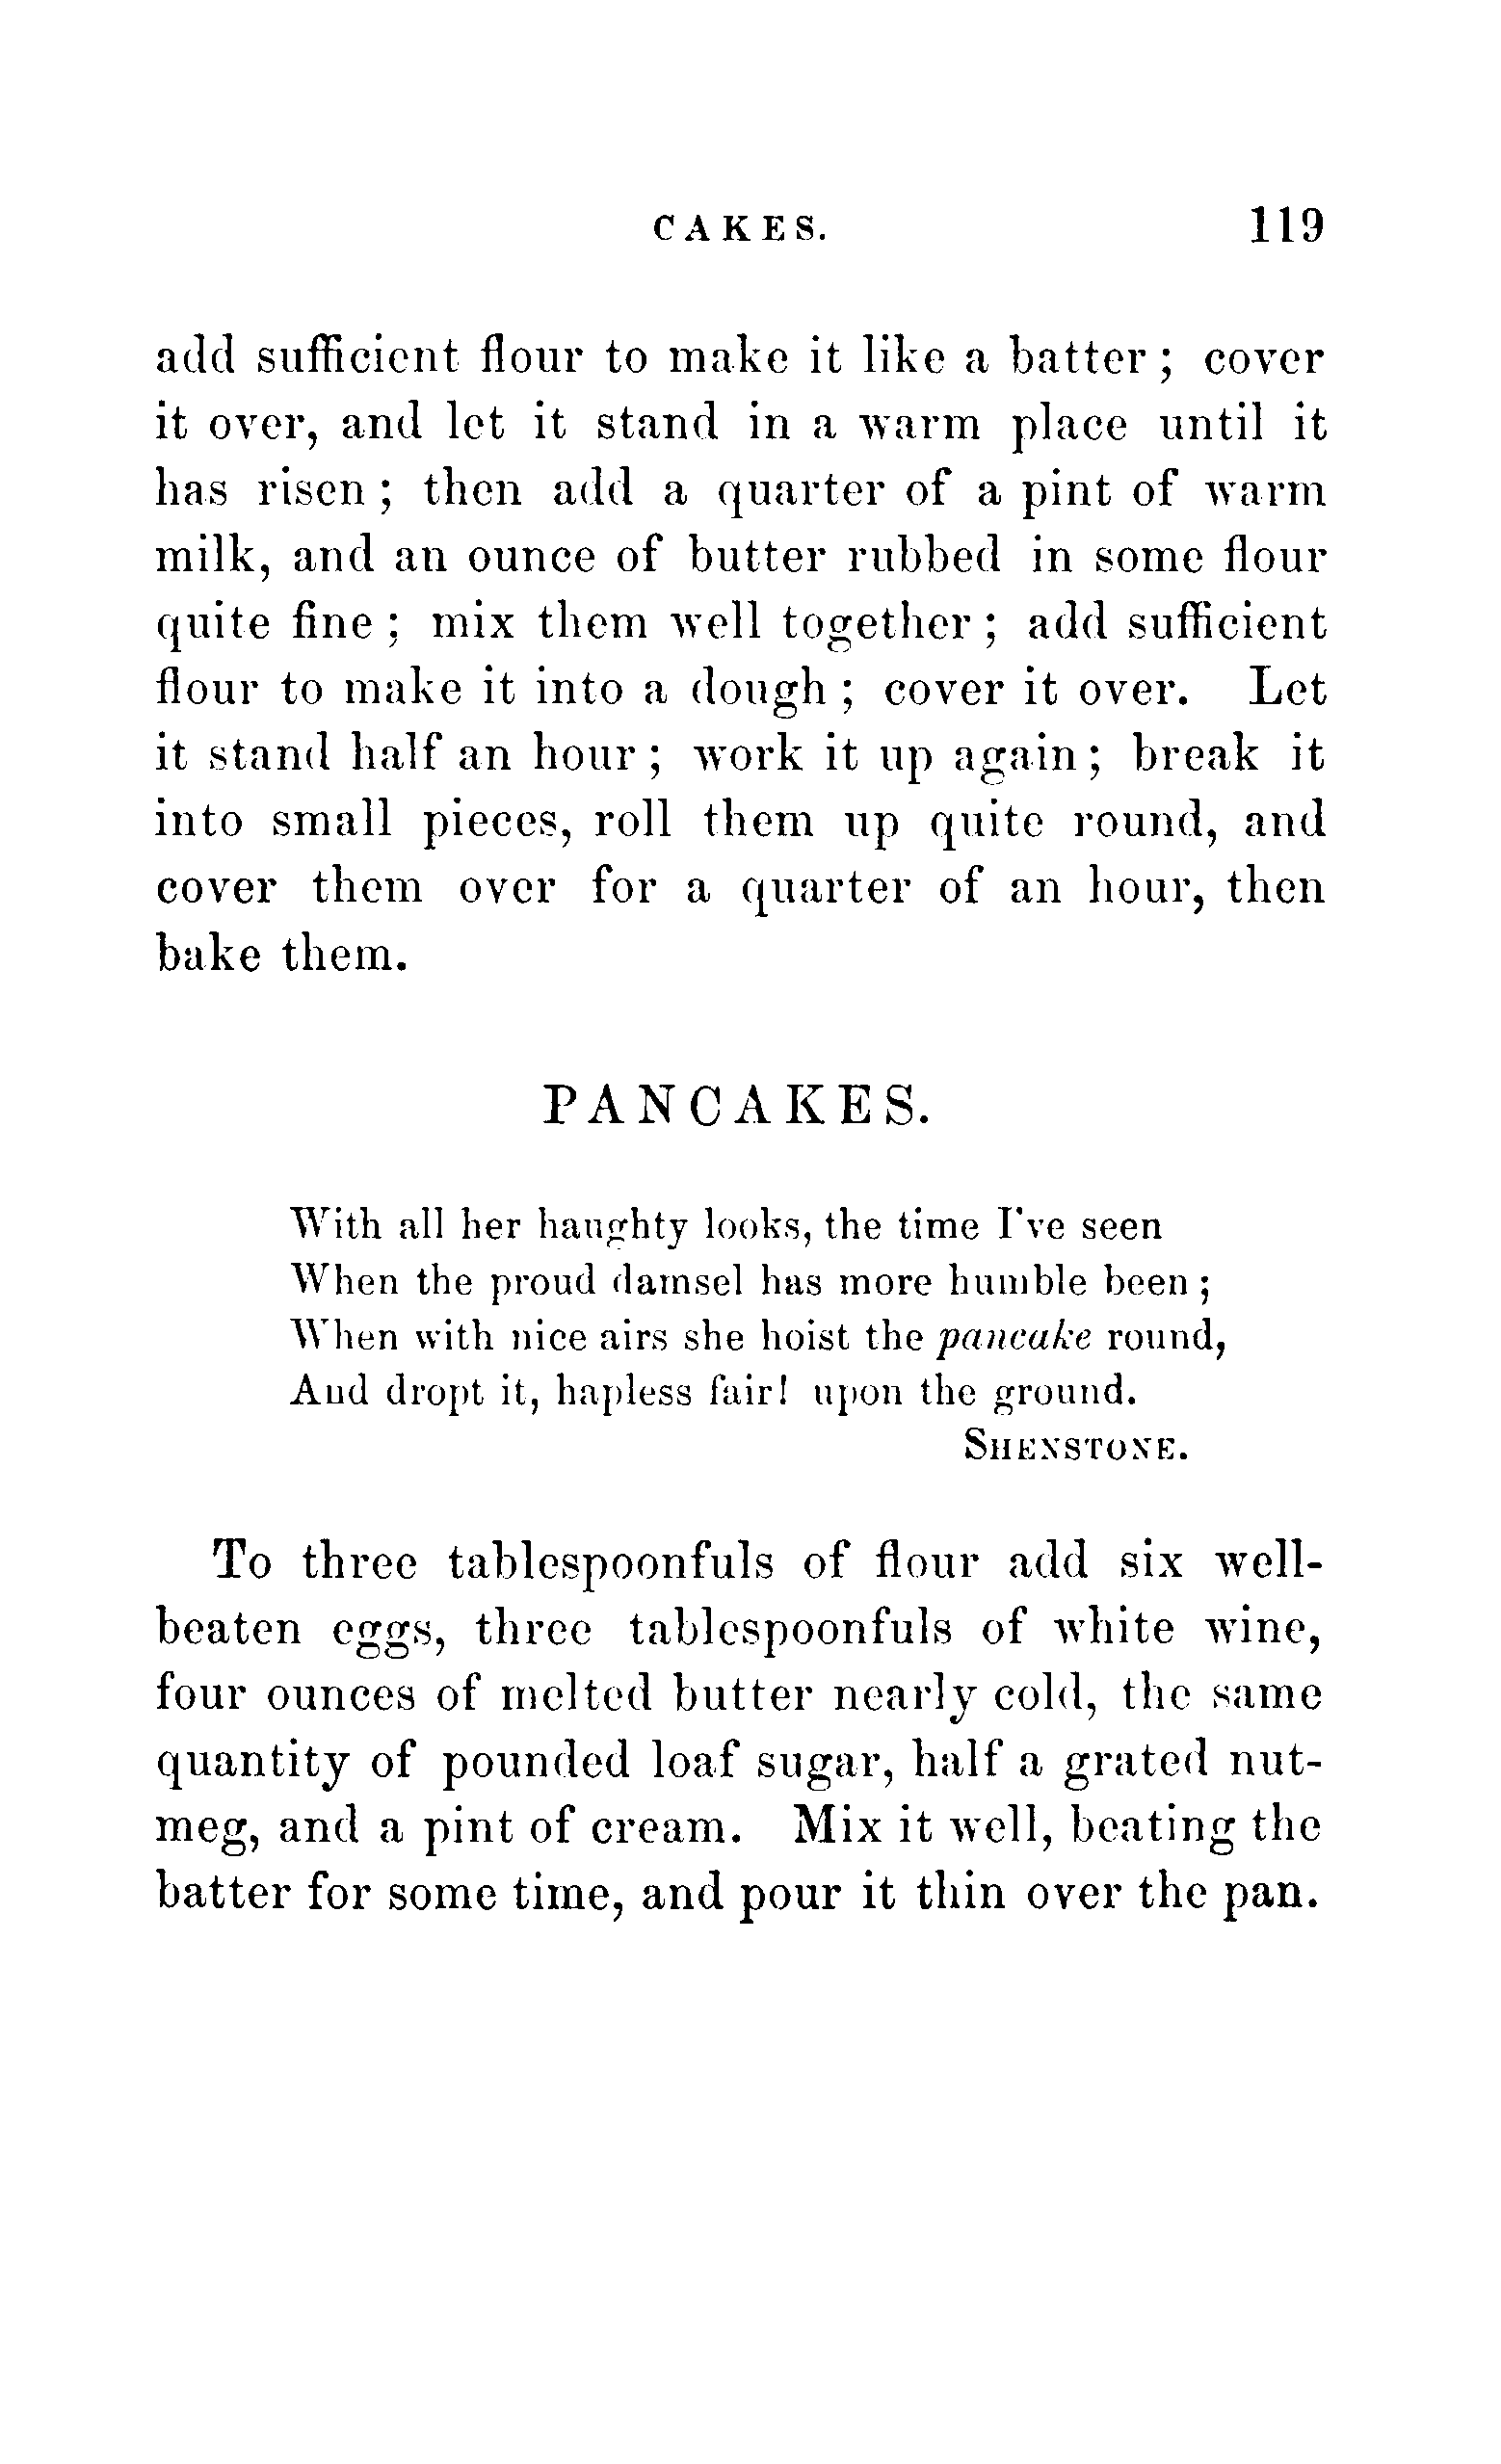 CAKES. 119
add sufficient flour to make it like a batter; cover
it over, and let it stand in a warm place until it
has risen; then add a quarter of a pint of warm
milk, and an ounce of butter rubbed in some flour
quite fine; mix them well together; add sufficient
flour to make it into a dough; cover it over. Let
it stand half an hour; work it up again; break it
into small pieces, roll them up quite round, and
cover them over for a quarter of an hour, then
bake them.
PANCAKES.
With all her haughty looks, the time I've seen
When the proud damsel has more humble been;
When with nice airs she hoist the pancake round,
And dropt it, hapless fair! upon the ground.
SHENSTONE.
To three tablespoonfuls of flour add six well-
beaten eggs, three tablespoonfuls of white wine,
four ounces of melted butter nearly cold, the same
quantity of pounded loaf sugar, half a grated nut-
meg, and a pint of cream. Mix it well, beating the
batter for some time, and pour it thin over the pan.